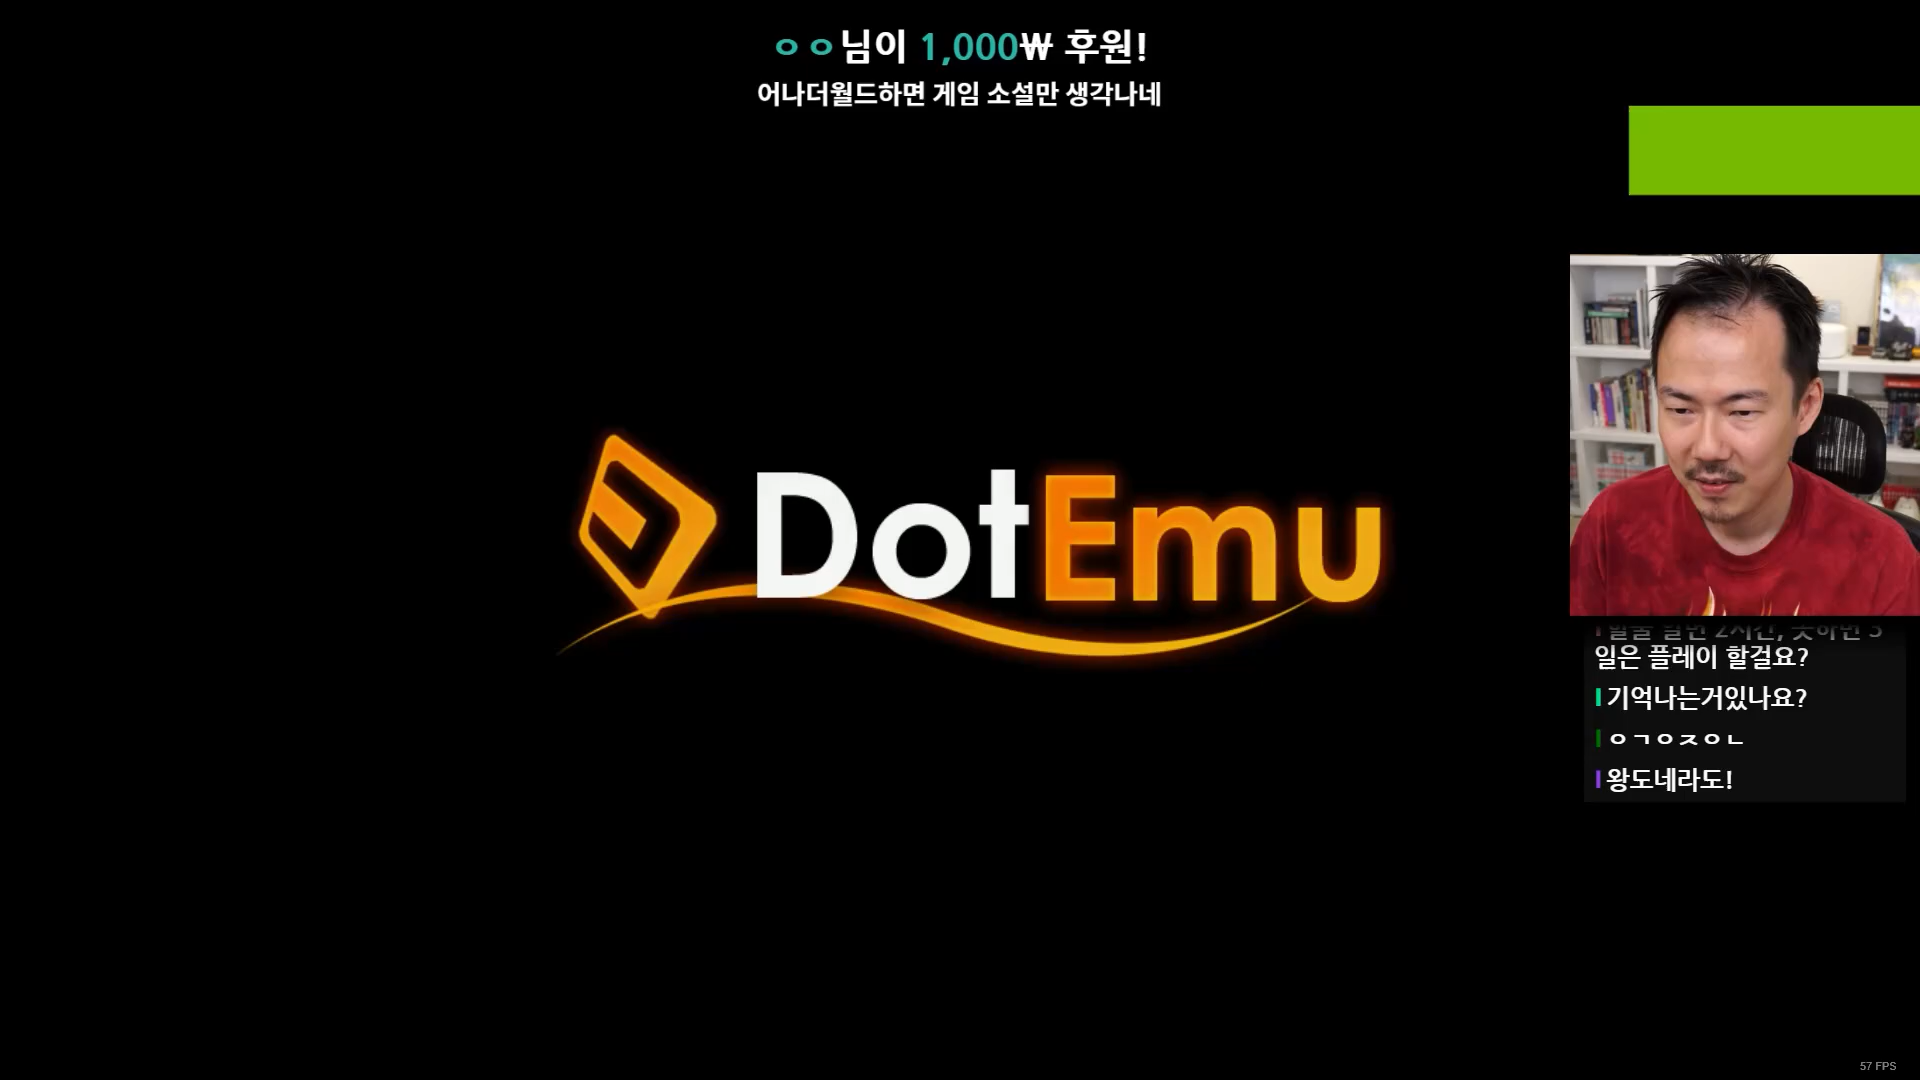 ㅇㅇ님이 1,000₩ 후원!
어나더월드하면 게임 소설만 생각나네
DotEmu
일은 플레이 할걸요?
기억나는거있나요?
ㅇㄱㅇㅈㅇㄴ
왕도네라도!
57 FPS